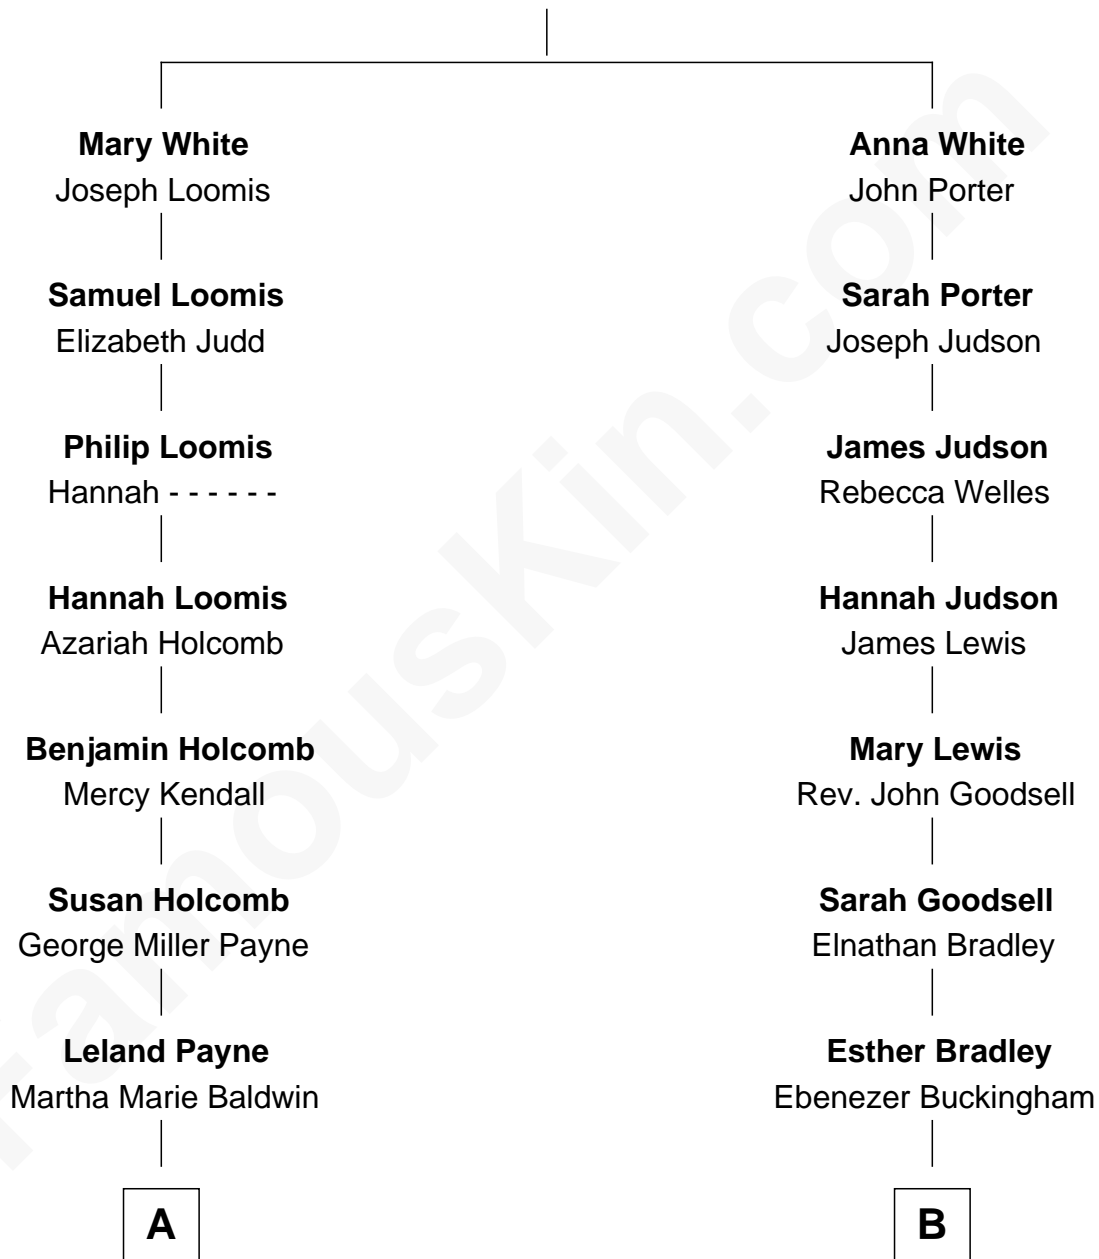 Mary White
Joseph Loomis
Anna White
John Porter
Samuel Loomis
Elizabeth Judd
Sarah Porter
Joseph Judson
Philip Loomis
Hannah - - - - - -
James Judson
Rebecca Welles
Hannah Loomis
Azariah Holcomb
Hannah Judson
James Lewis
Benjamin Holcomb
Mercy Kendall
Mary Lewis
Rev. John Goodsell
Susan Holcomb
George Miller Payne
Sarah Goodsell
Elnathan Bradley
Leland Payne
Martha Marie Baldwin
Esther Bradley
Ebenezer Buckingham
A
B
FamousKin.com